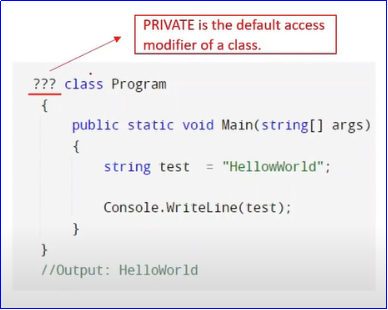 PRIVATE is the default access
modifier of a class.
??? class Program
{
public static void Main(string[] args)
{
string test = "HellowWorld";
Console.WriteLine(test);
}
}
//Output: HelloWorld